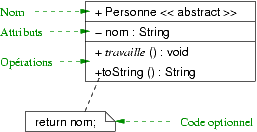 Nom
+ Personne << abstract >>
Attributs
– nom : String
Opérations
+ travaille () : void
+toString () : String
return nom;
Code optionnel